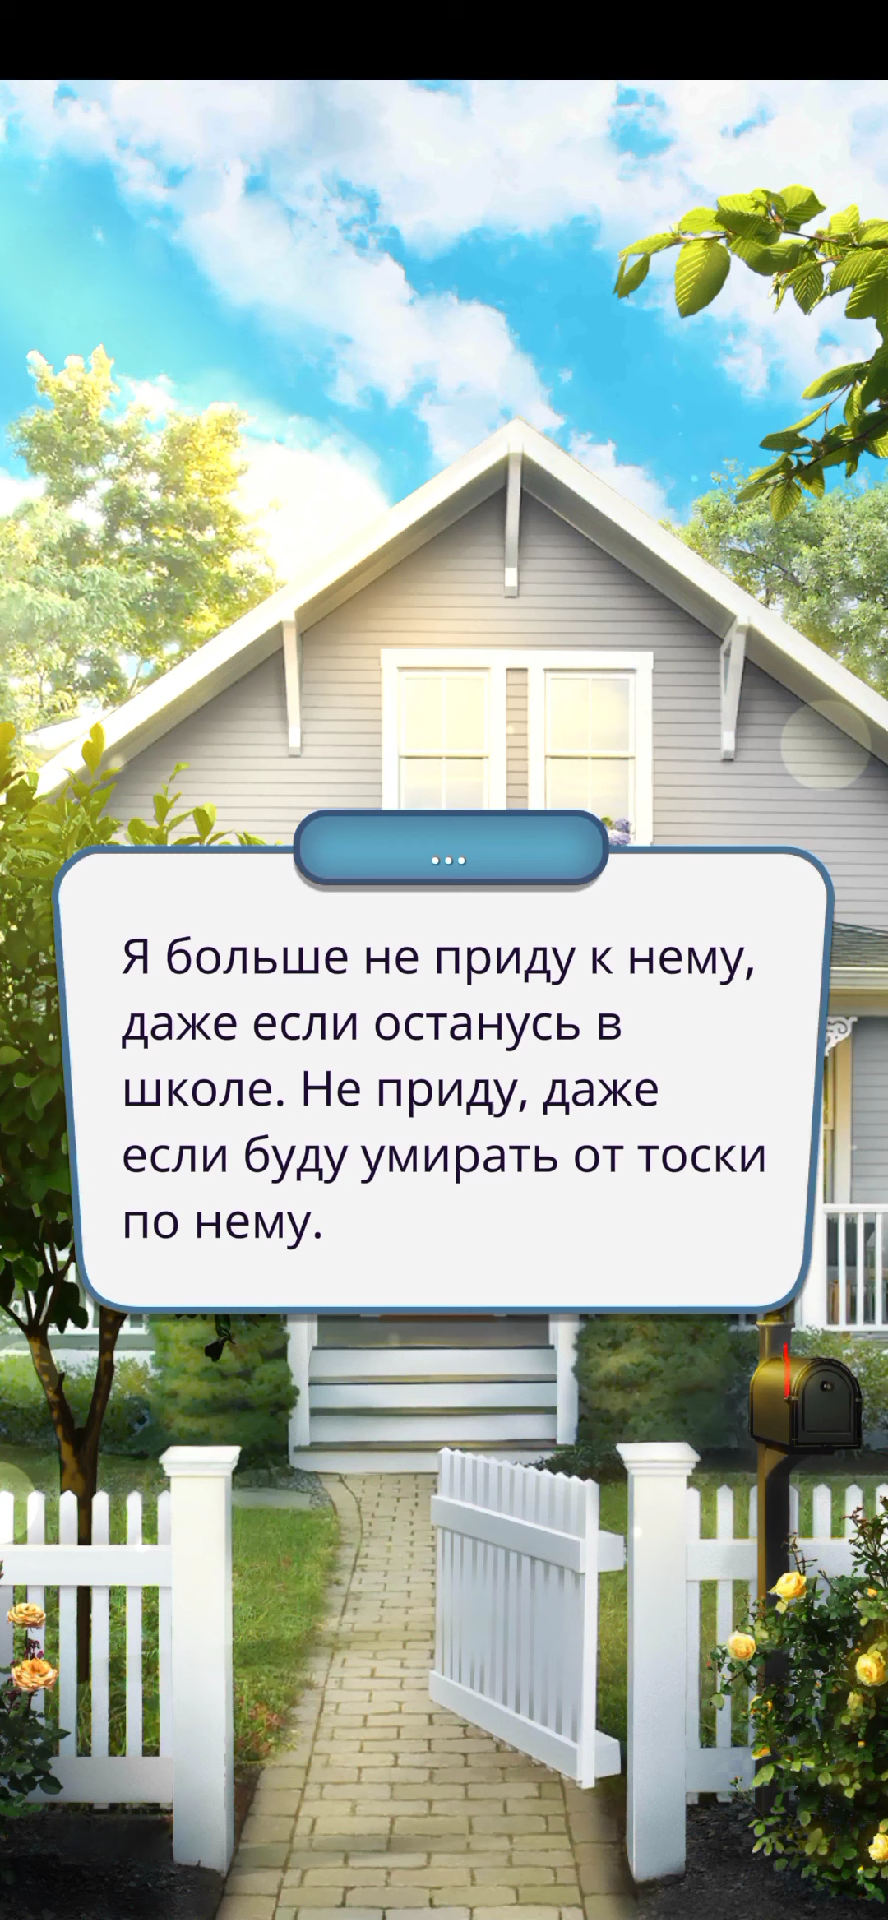 ...
Я больше не приду к нему,
даже если останусь в
школе. Не приду, даже
если буду умирать от тоски
по нему.